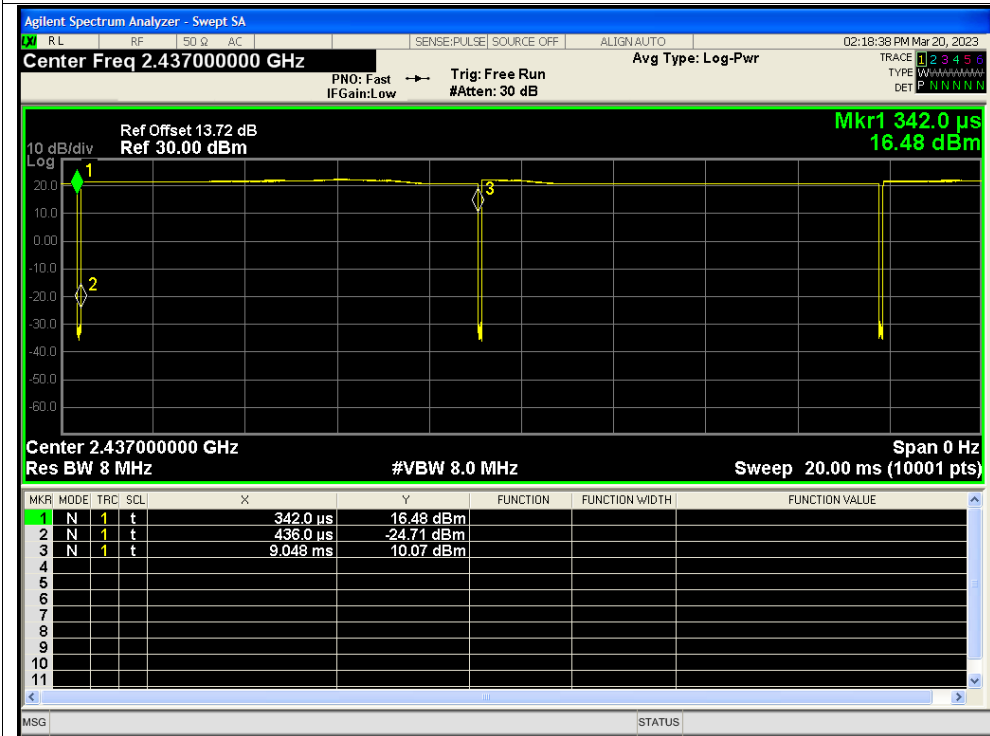 Agilent Spectrum Analyzer - Swept SA
LXI RL RF 50 Ω AC SENSE:PULSE SOURCE OFF ALIGN AUTO 02:18:38 PM Mar 20, 2023
Center Freq 2.437000000 GHz
PNO: Fast
IFGain:Low
Trig: Free Run
#Atten: 30 dB
Avg Type: Log-Pwr
TRACE 1 2 3 4 5 6
TYPE WWWWWWW
DET P N N N N N
Mkr1 342.0 µs
16.48 dBm
Ref Offset 13.72 dB
10 dB/div Ref 30.00 dBm
Log
1
20.0
3
10.0
0.00
-10.0
2
-20.0
-30.0
-40.0
-50.0
-60.0
Center 2.437000000 GHz Span 0 Hz
Res BW 8 MHz #VBW 8.0 MHz Sweep 20.00 ms (10001 pts)
MKR MODE TRC SCL X Y FUNCTION FUNCTION WIDTH FUNCTION VALUE
1 N 1 t 342.0 µs 16.48 dBm
2 N 1 t 436.0 µs -24.71 dBm
3 N 1 t 9.048 ms 10.07 dBm
4
5
6
7
8
9
10
11
MSG STATUS